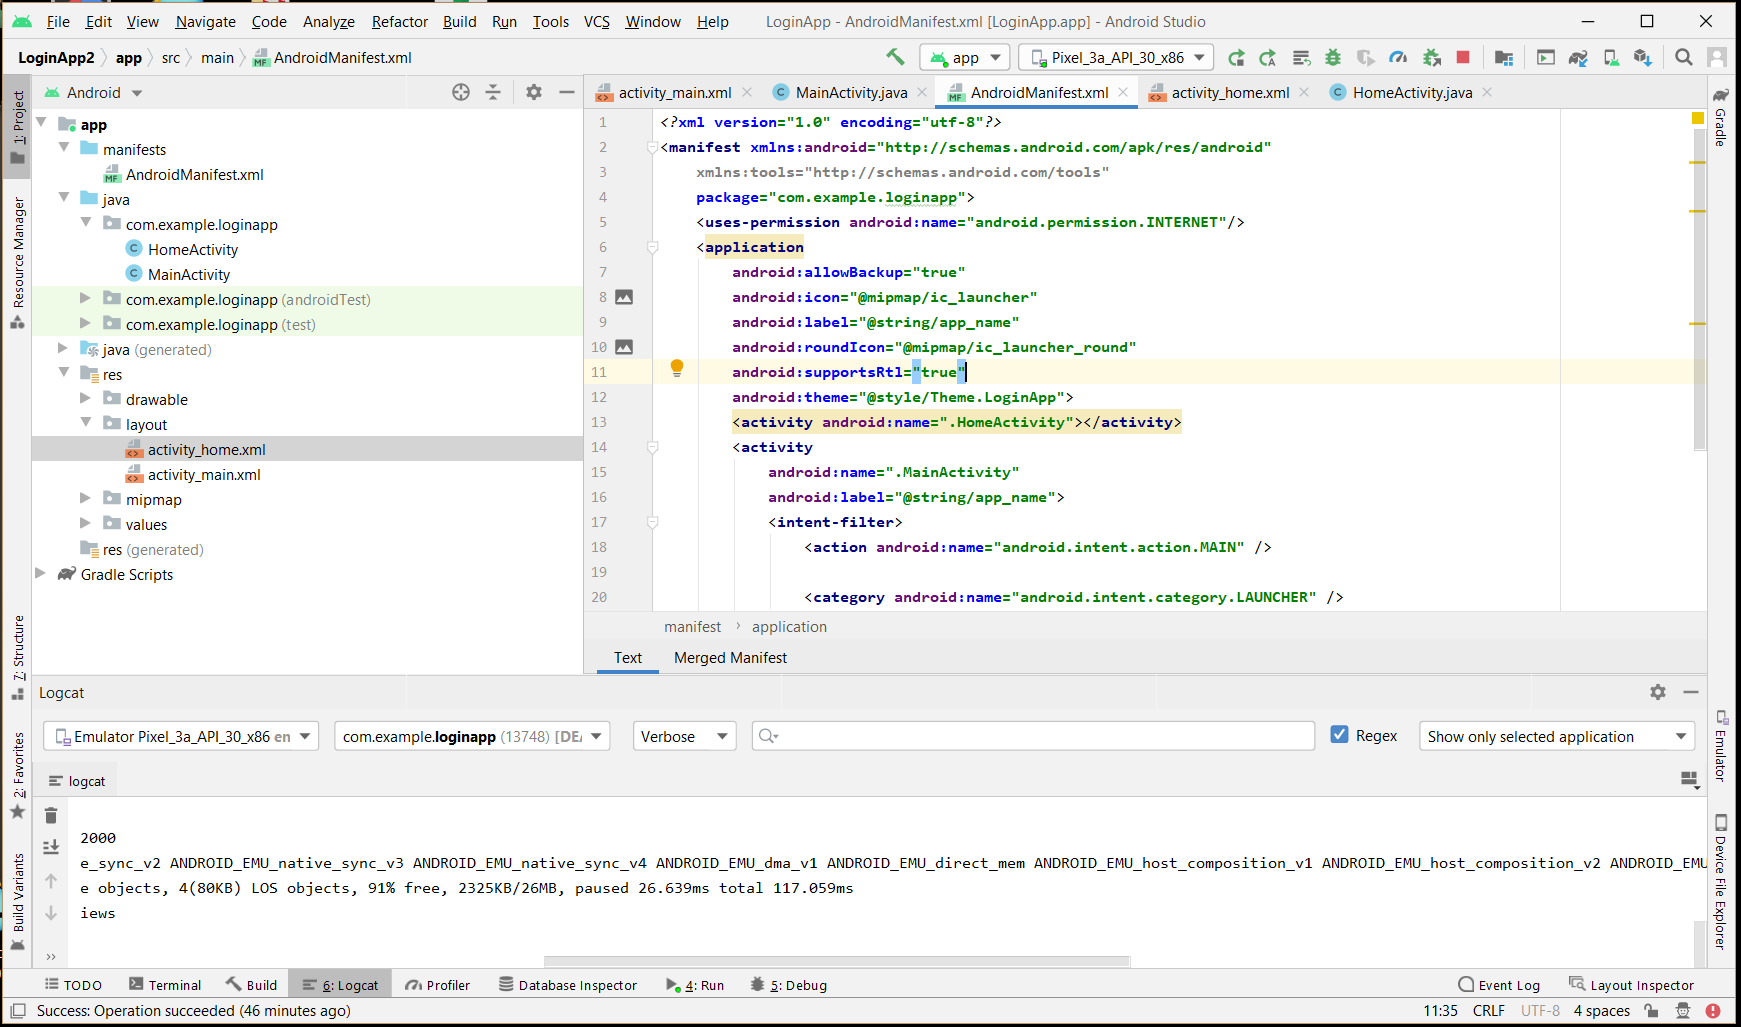 File Edit View Navigate Code Analyze Refactor Build Run Tools VCS Window Help LoginApp - AndroidManifest.xml [LoginApp.app] - Android Studio
LoginApp2 app src main AndroidManifest.xml app Pixel_3a_API_30_x86
1: Project
Resource Manager
7: Structure
2: Favorites
Build Variants
Android
app
manifests
AndroidManifest.xml
java
com.example.loginapp
HomeActivity
MainActivity
com.example.loginapp (androidTest)
com.example.loginapp (test)
java (generated)
res
drawable
layout
activity_home.xml
activity_main.xml
mipmap
values
res (generated)
Gradle Scripts
activity_main.xml MainActivity.java AndroidManifest.xml activity_home.xml HomeActivity.java
1 <?xml version="1.0" encoding="utf-8"?>
2 <manifest xmlns:android="http://schemas.android.com/apk/res/android"
3 xmlns:tools="http://schemas.android.com/tools"
4 package="com.example.loginapp">
5 <uses-permission android:name="android.permission.INTERNET"/>
6 <application
7 android:allowBackup="true"
8 android:icon="@mipmap/ic_launcher"
9 android:label="@string/app_name"
10 android:roundIcon="@mipmap/ic_launcher_round"
11 android:supportsRtl="true"
12 android:theme="@style/Theme.LoginApp">
13 <activity android:name=".HomeActivity"></activity>
14 <activity
15 android:name=".MainActivity"
16 android:label="@string/app_name">
17 <intent-filter>
18 <action android:name="android.intent.action.MAIN" />
19
20 <category android:name="android.intent.category.LAUNCHER" />
manifest application
Text Merged Manifest
Gradle
Emulator
Device File Explorer
Logcat
Emulator Pixel_3a_API_30_x86 en com.example.loginapp (13748) [DEA Verbose Regex Show only selected application
logcat
2000
e_sync_v2 ANDROID_EMU_native_sync_v3 ANDROID_EMU_native_sync_v4 ANDROID_EMU_dma_v1 ANDROID_EMU_direct_mem ANDROID_EMU_host_composition_v1 ANDROID_EMU_host_composition_v2 ANDROID_EMU
e objects, 4(80KB) LOS objects, 91% free, 2325KB/26MB, paused 26.639ms total 117.059ms
iews
TODO Terminal Build 6: Logcat Profiler Database Inspector 4: Run 5: Debug Event Log Layout Inspector
Success: Operation succeeded (46 minutes ago) 11:35 CRLF UTF-8 4 spaces